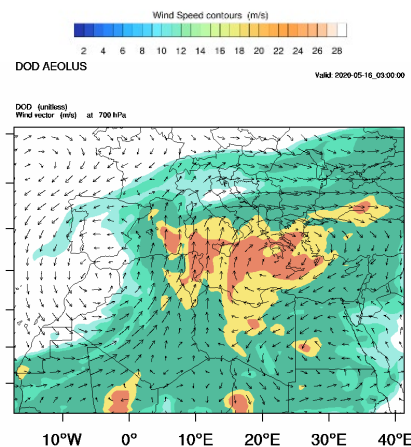 Wind Speed contours (m/s)
2 4 6 8 10 12 14 16 18 20 22 24 26 28
DOD AEOLUS
Valid: 2020-05-16_03:00:00
DOD (unitless)
Wind vector (m/s) at 700 hPa
10°W 0° 10°E 20°E 30°E 40°E